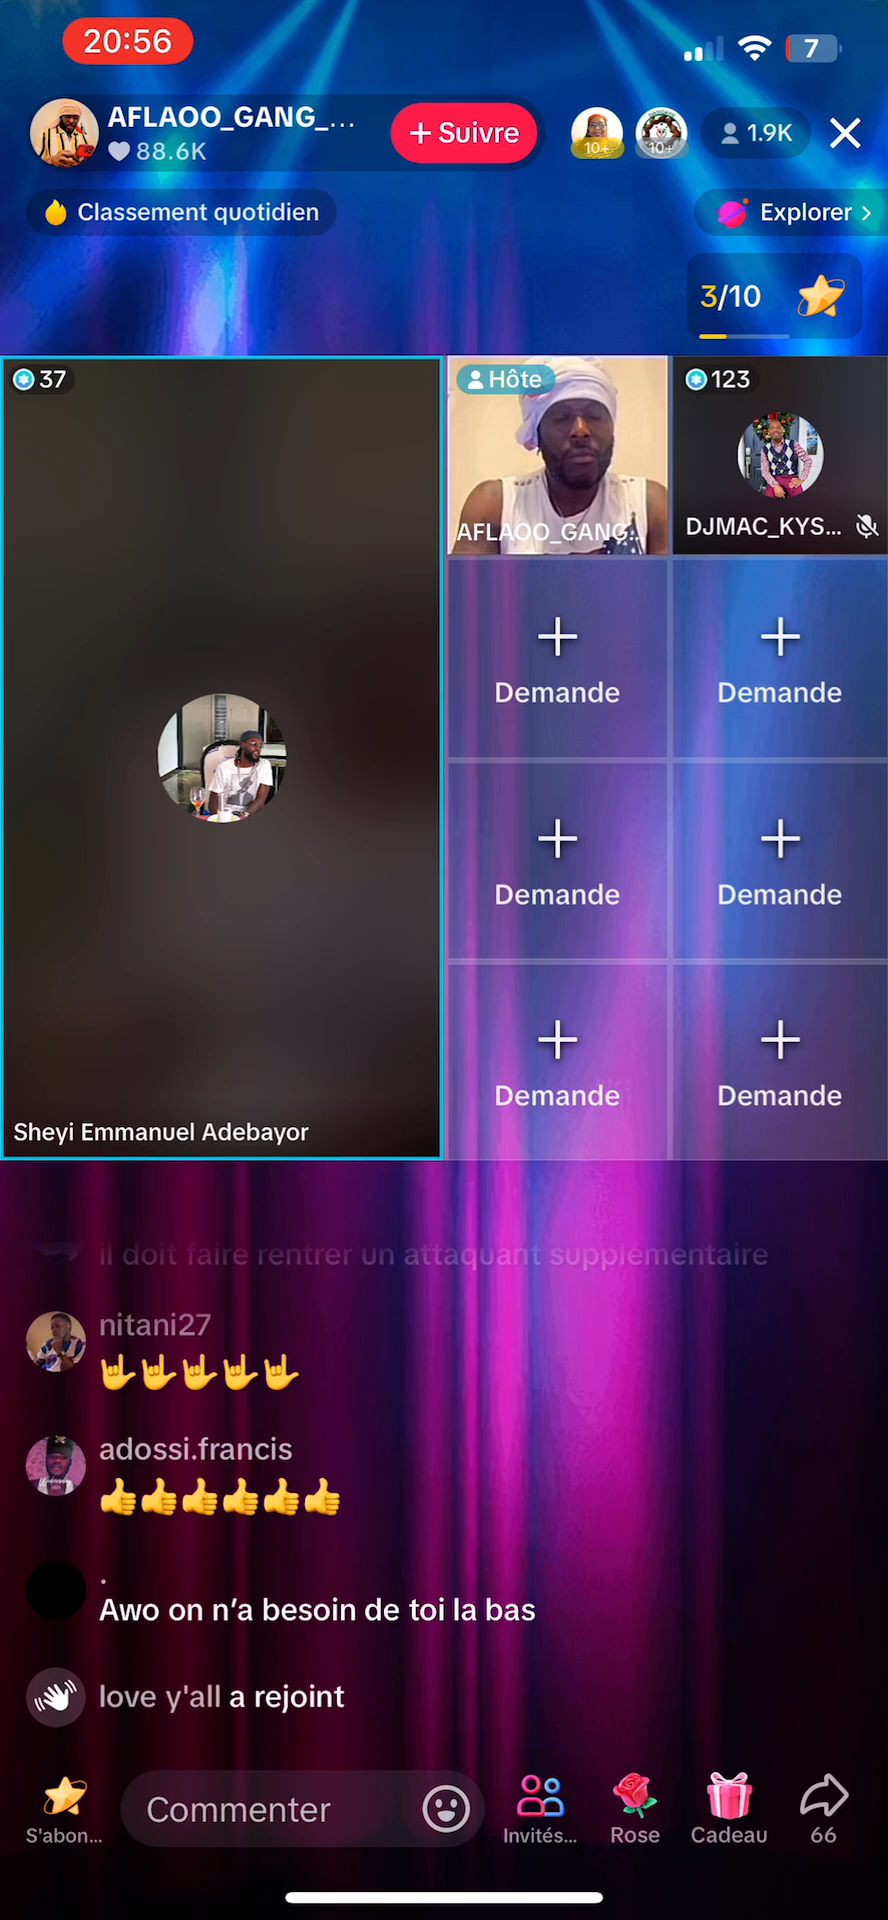 20:56
7
AFLAOO_GANG_...
88.6K
+ Suivre
10+
10+
1.9K
Classement quotidien
Explorer >
3/10
37
Hôte
123
AFLAOO_GANG...
DJMAC_KYS...
Demande
Demande
Demande
Demande
Demande
Demande
Sheyi Emmanuel Adebayor
il doit faire rentrer un attaquant supplémentaire
nitani27
🤟🤟🤟🤟🤟
adossi.francis
👍👍👍👍👍👍
.
Awo on n’a besoin de toi la bas
love y'all a rejoint
Commenter
S'abon...
Invités...
Rose
Cadeau
66